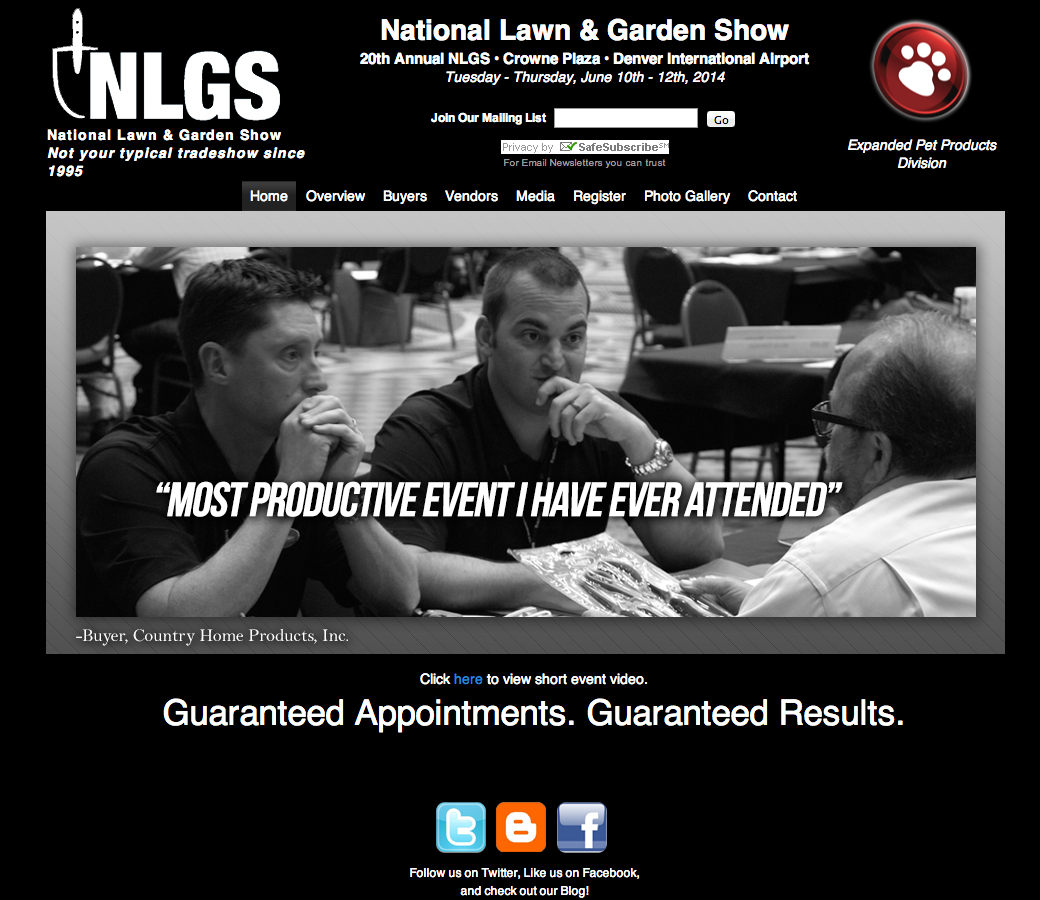 NLGS
National Lawn & Garden Show
Not your typical tradeshow since
1995
National Lawn & Garden Show
20th Annual NLGS • Crowne Plaza • Denver International Airport
Tuesday - Thursday, June 10th - 12th, 2014
Join Our Mailing List Go
Privacy by SafeSubscribe SM
For Email Newsletters you can trust
Expanded Pet Products
Division
Home Overview Buyers Vendors Media Register Photo Gallery Contact
“MOST PRODUCTIVE EVENT I HAVE EVER ATTENDED”
-Buyer, Country Home Products, Inc.
Click here to view short event video.
Guaranteed Appointments. Guaranteed Results.
Follow us on Twitter, Like us on Facebook,
and check out our Blog!